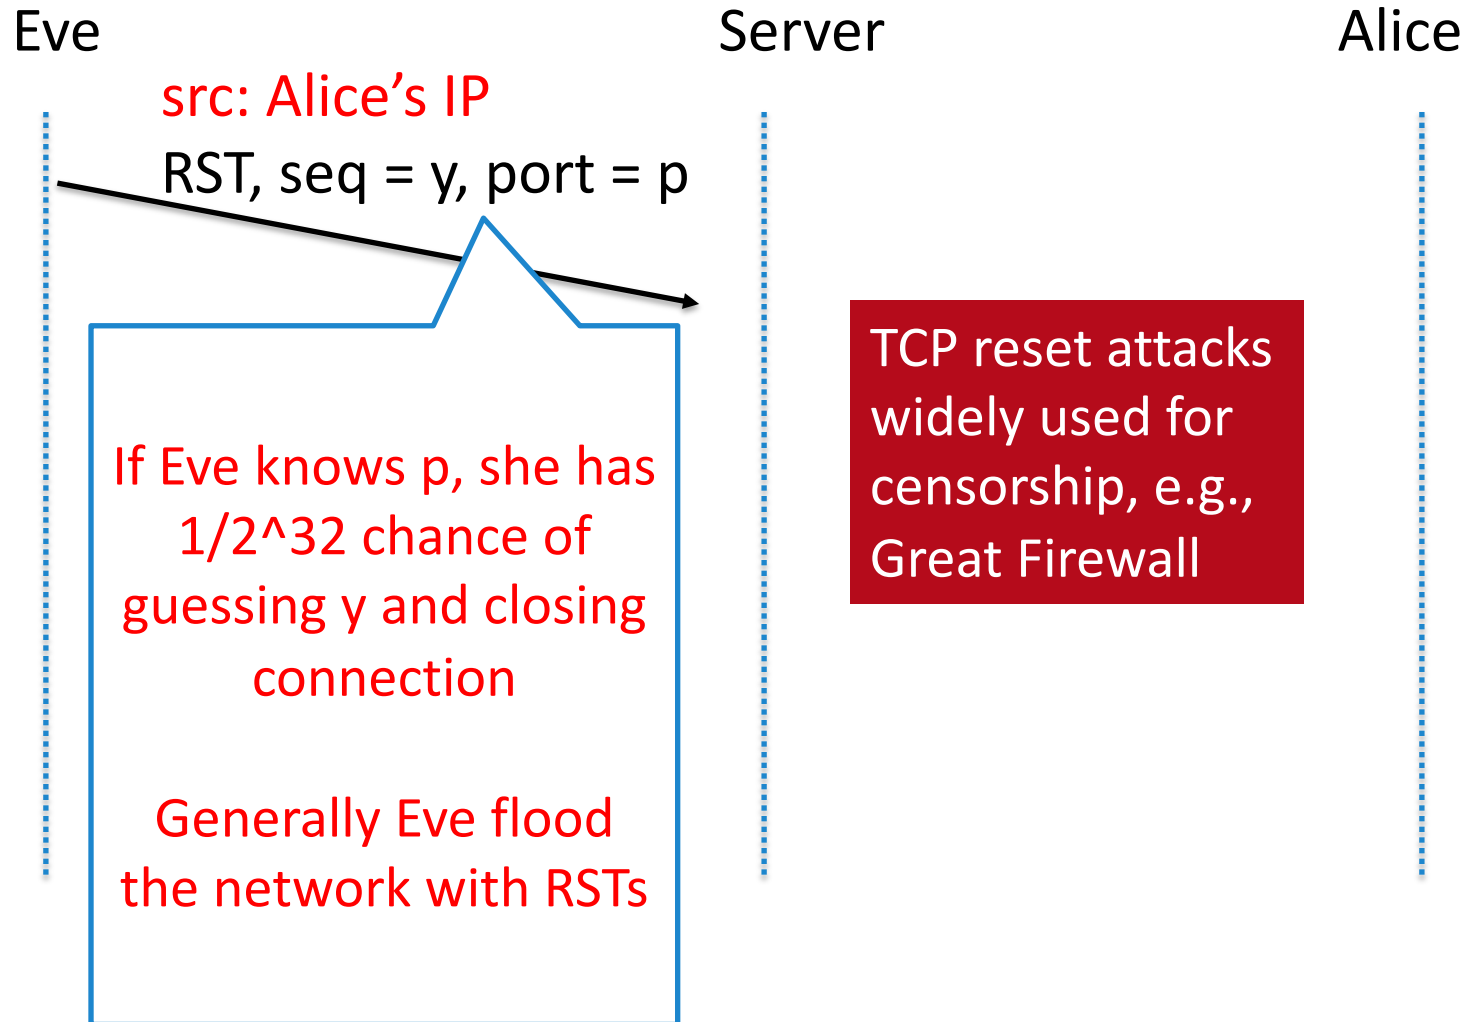 Eve
Server
Alice
src: Alice’s IP
RST, seq = y, port = p
If Eve knows p, she has
1/2^32 chance of
guessing y and closing
connection
Generally Eve flood
the network with RSTs
TCP reset attacks
widely used for
censorship, e.g.,
Great Firewall